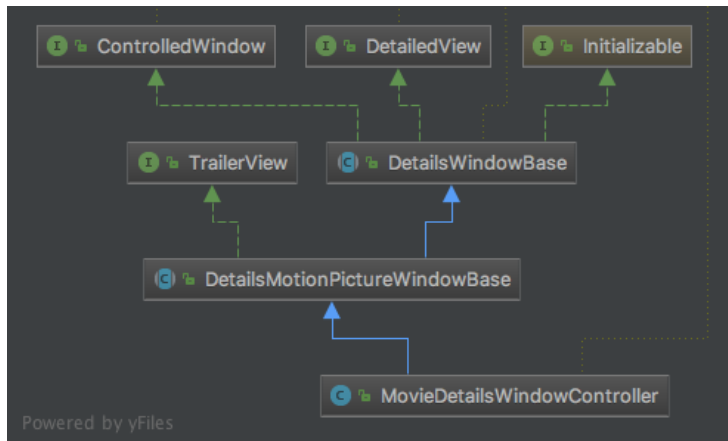 ControlledWindow
DetailedView
Initializable
TrailerView
DetailsWindowBase
DetailsMotionPictureWindowBase
MovieDetailsWindowController
Powered by yFiles